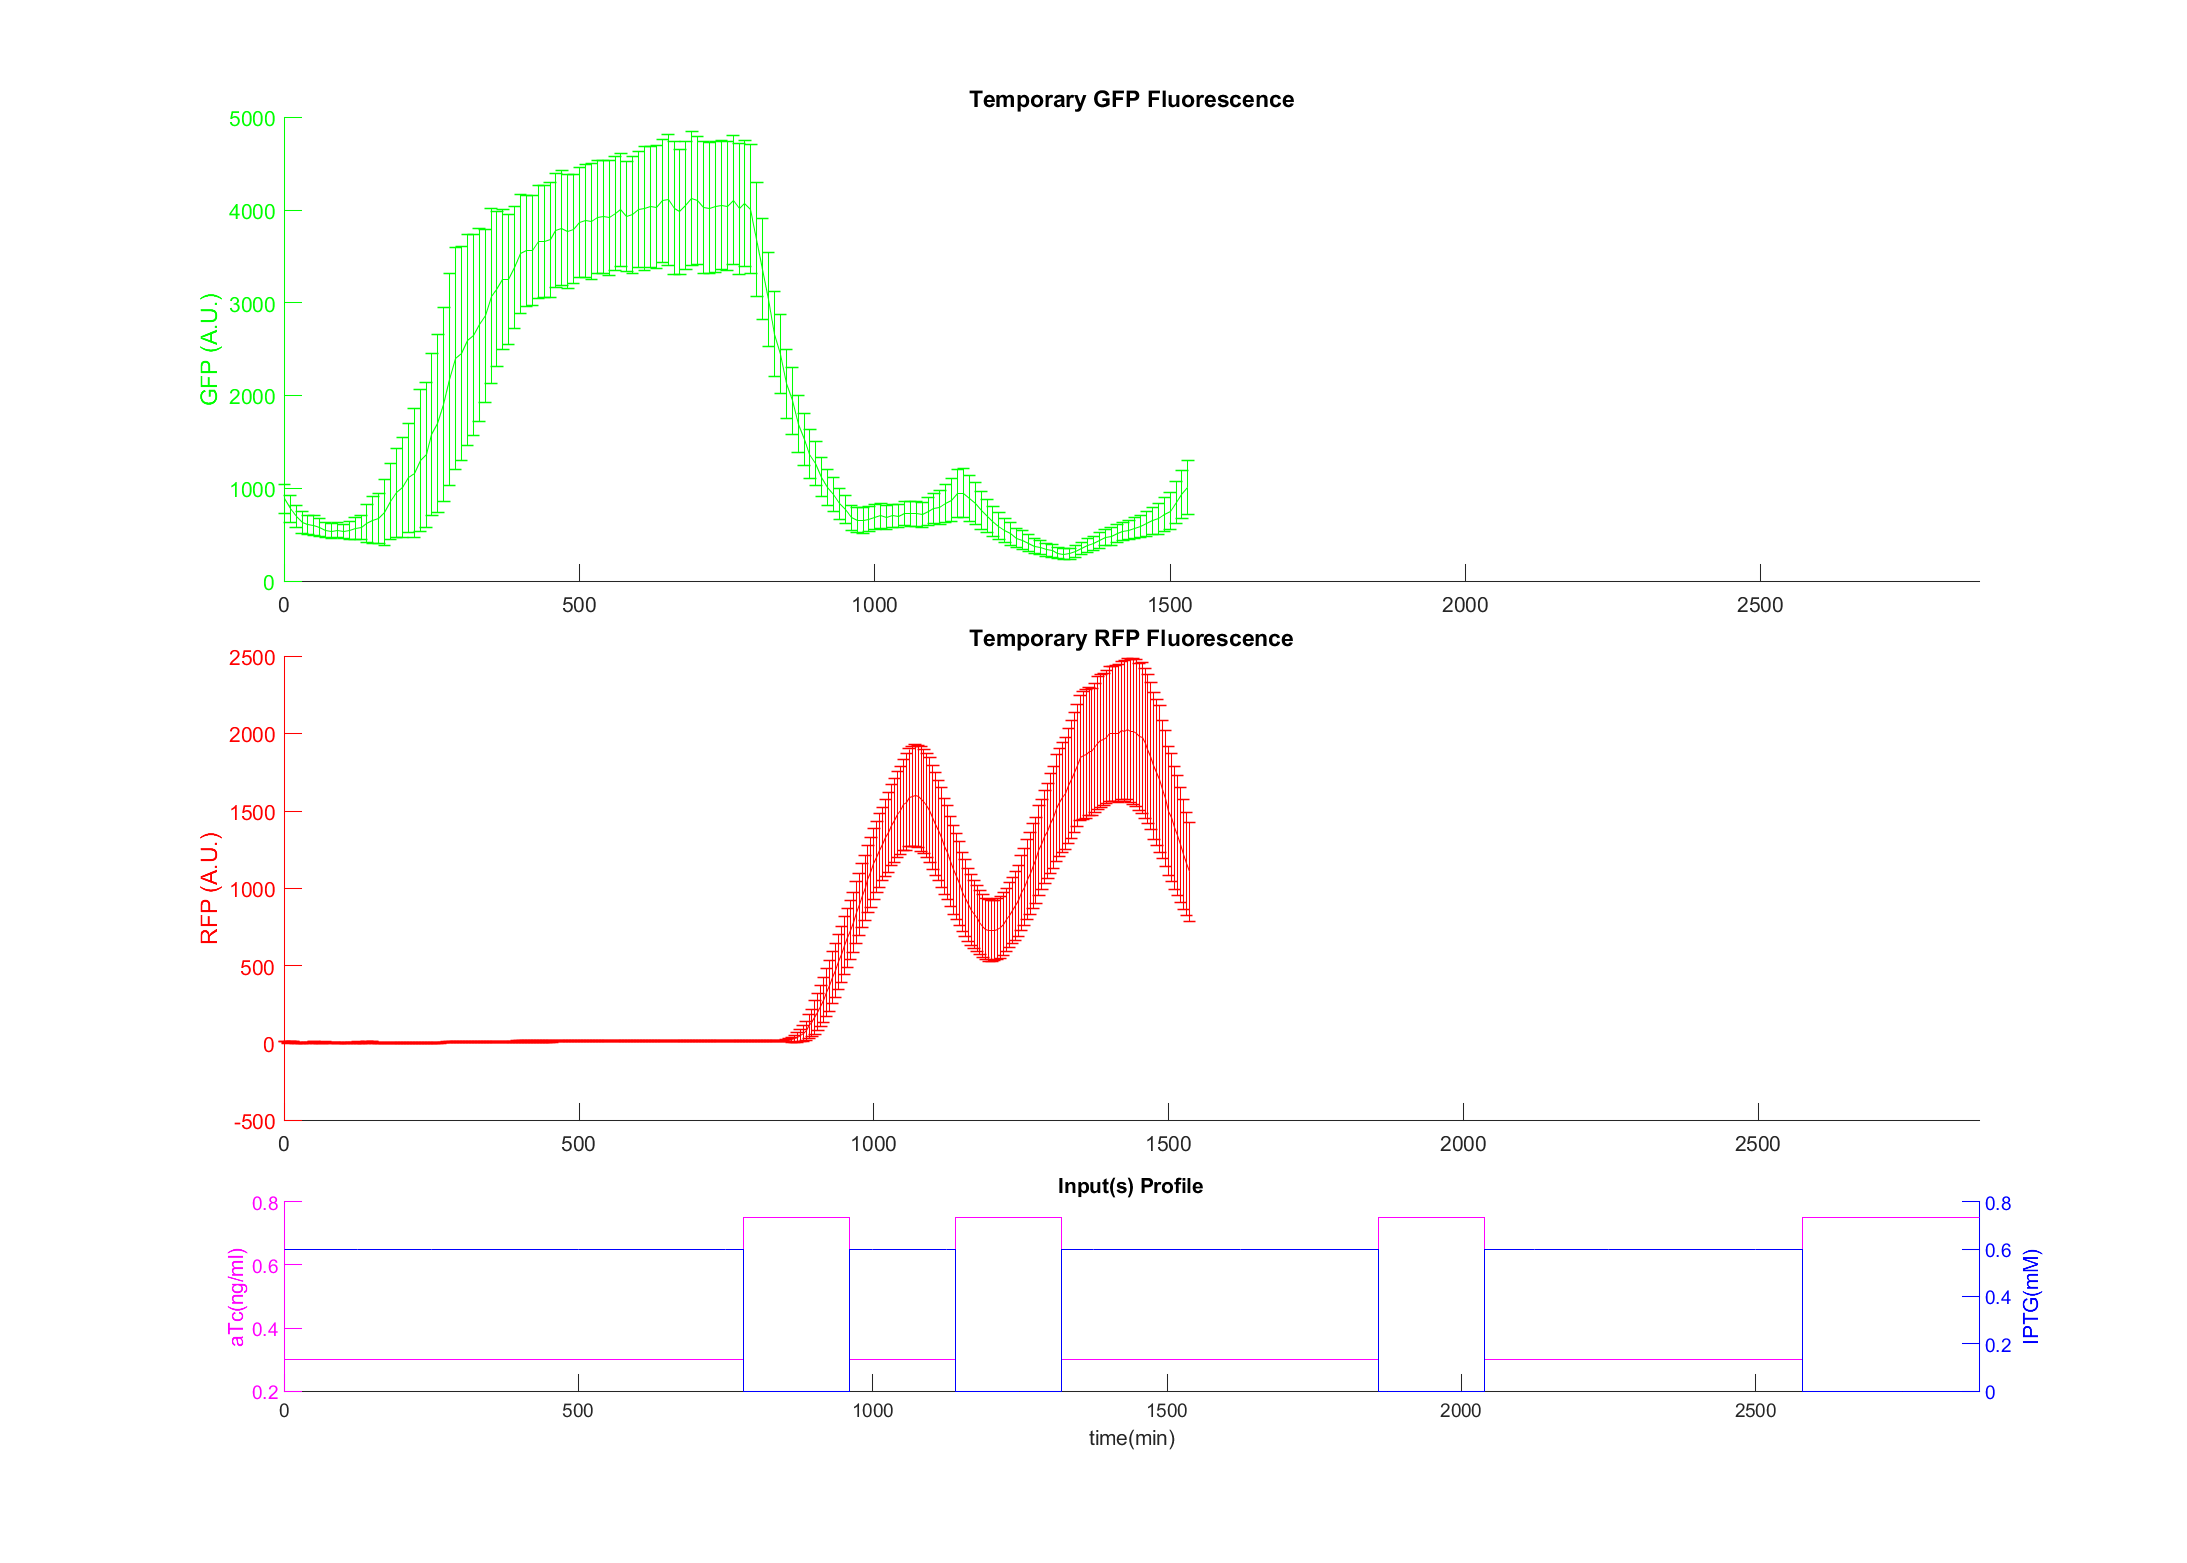 Temporary GFP Fluorescence
5000
4000
3000
2000
1000
0
GFP (A.U.)
0 500 1000 1500 2000 2500
Temporary RFP Fluorescence
2500
2000
1500
1000
500
0
-500
RFP (A.U.)
0 500 1000 1500 2000 2500
Input(s) Profile
0.8
0.6
0.4
0.2
aTc(ng/ml)
0.8
0.6
0.4
0.2
0
IPTG(mM)
0 500 1000 1500 2000 2500
time(min)